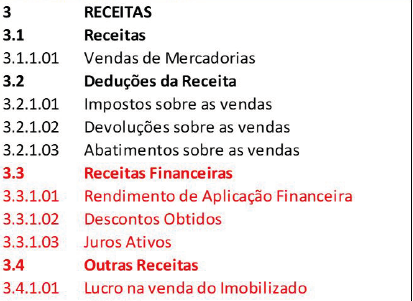 3 RECEITAS
3.1 Receitas
3.1.1.01 Vendas de Mercadorias
3.2 Deduções da Receita
3.2.1.01 Impostos sobre as vendas
3.2.1.02 Devoluções sobre as vendas
3.2.1.03 Abatimentos sobre as vendas
3.3 Receitas Financeiras
3.3.1.01 Rendimento de Aplicação Financeira
3.3.1.02 Descontos Obtidos
3.3.1.03 Juros Ativos
3.4 Outras Receitas
3.4.1.01 Lucro na venda do Imobilizado